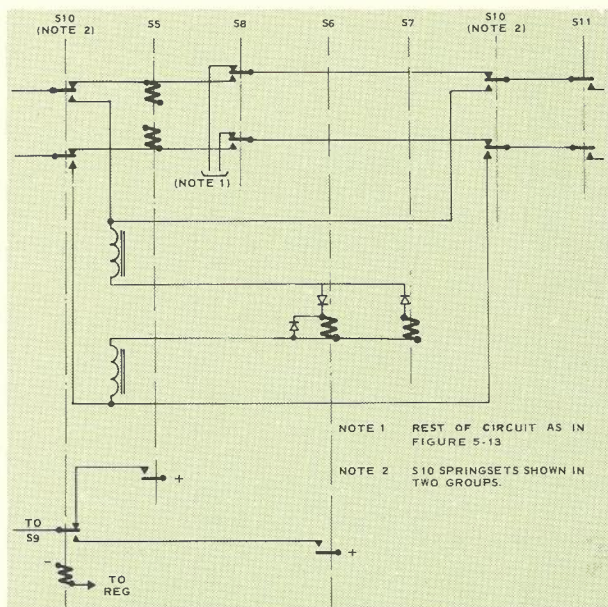 S10 S5 S8 S6 S7 S10 S11
(NOTE 2) (NOTE 2)
(NOTE 1)
NOTE 1 REST OF CIRCUIT AS IN
FIGURE 5-13
NOTE 2 S10 SPRINGSETS SHOWN IN
TWO GROUPS.
+
TO
S9
+
-
TO
REG